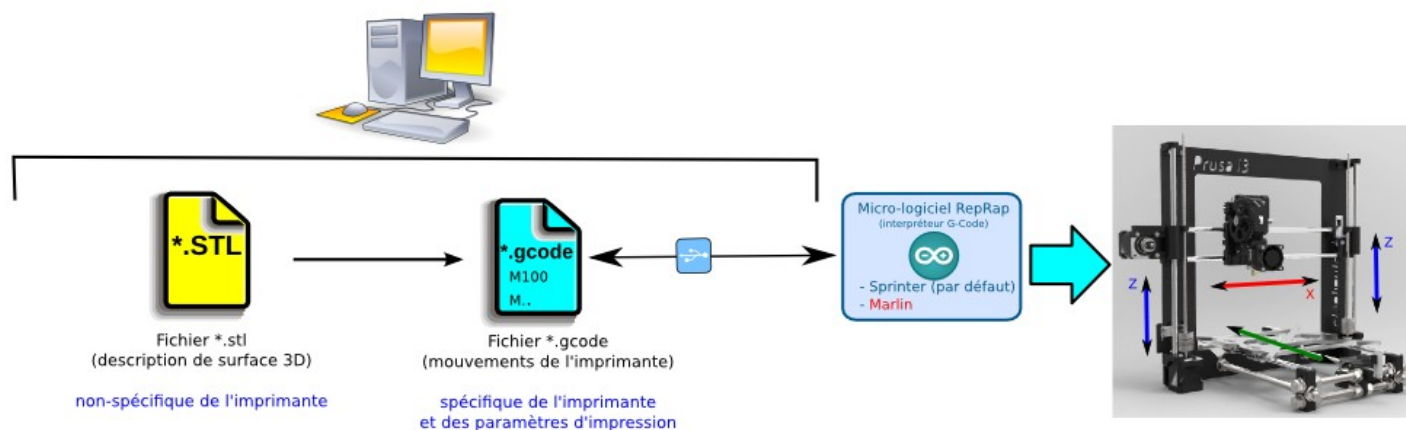 *.STL
Fichier *.stl
(description de surface 3D)
non-spécifique de l'imprimante
*.gcode
M100
M..
Fichier *.gcode
(mouvements de l'imprimante)
spécifique de l'imprimante
et des paramètres d'impression
Micro-logiciel RepRap
(interpréteur G-Code)
- Sprinter (par défaut)
- Marlin
Prusa i3
Z
Z
X